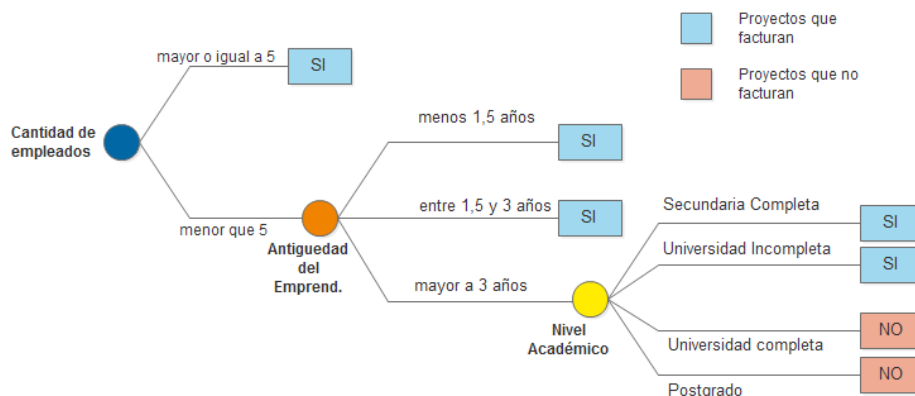 Proyectos que
facturan
Proyectos que no
facturan
mayor o igual a 5
SI
Cantidad de
empleados
menor que 5
Antiguedad
del
Emprend.
menos 1,5 años
SI
entre 1,5 y 3 años
SI
mayor a 3 años
Nivel
Académico
Secundaria Completa
SI
Universidad Incompleta
SI
Universidad completa
NO
Postgrado
NO